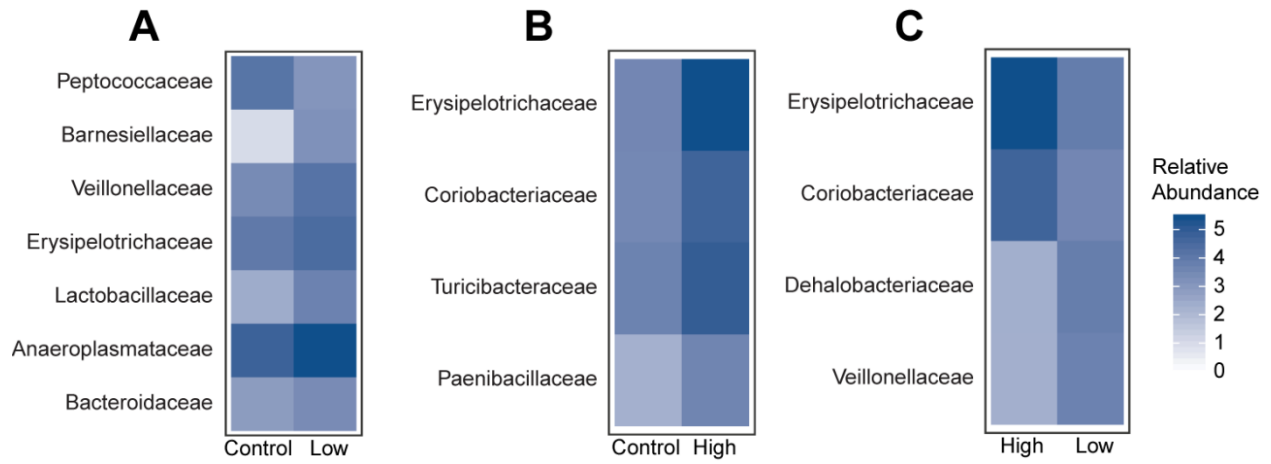 A
Peptococcaceae
Barnesiellaceae
Veillonellaceae
Erysipelotrichaceae
Lactobacillaceae
Anaeroplasmataceae
Bacteroidaceae
Control Low
B
Erysipelotrichaceae
Coriobacteriaceae
Turicibacteraceae
Paenibacillaceae
Control High
C
Erysipelotrichaceae
Coriobacteriaceae
Dehalobacteriaceae
Veillonellaceae
High Low
Relative
Abundance
5
4
3
2
1
0